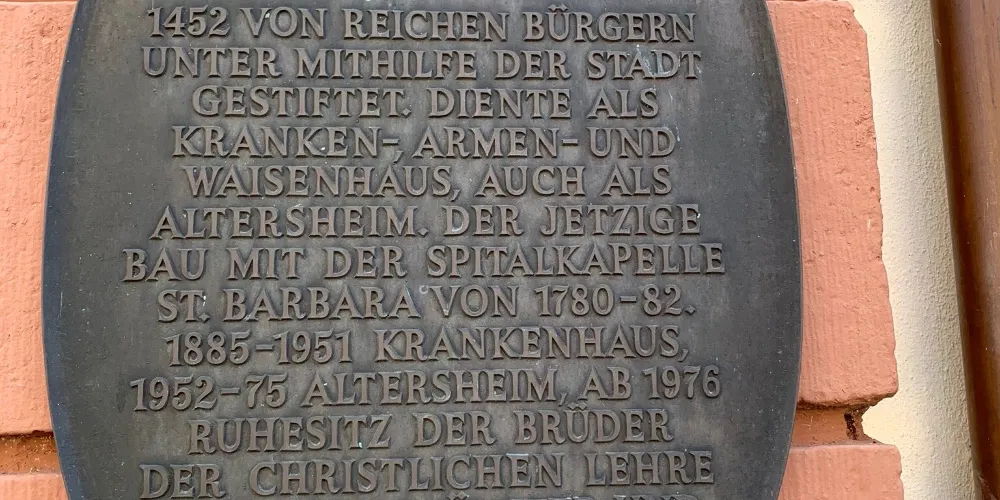 1452 VON REICHEN BÜRGERN
UNTER MITHILFE DER STADT
GESTIFTET. DIENTE ALS
KRANKEN-, ARMEN- UND
WAISENHAUS, AUCH ALS
ALTERSHEIM. DER JETZIGE
BAU MIT DER SPITALKAPELLE
ST. BARBARA VON 1780-82.
1885-1951 KRANKENHAUS,
1952-75 ALTERSHEIM, AB 1976
RUHESITZ DER BRÜDER
DER CHRISTLICHEN LEHRE